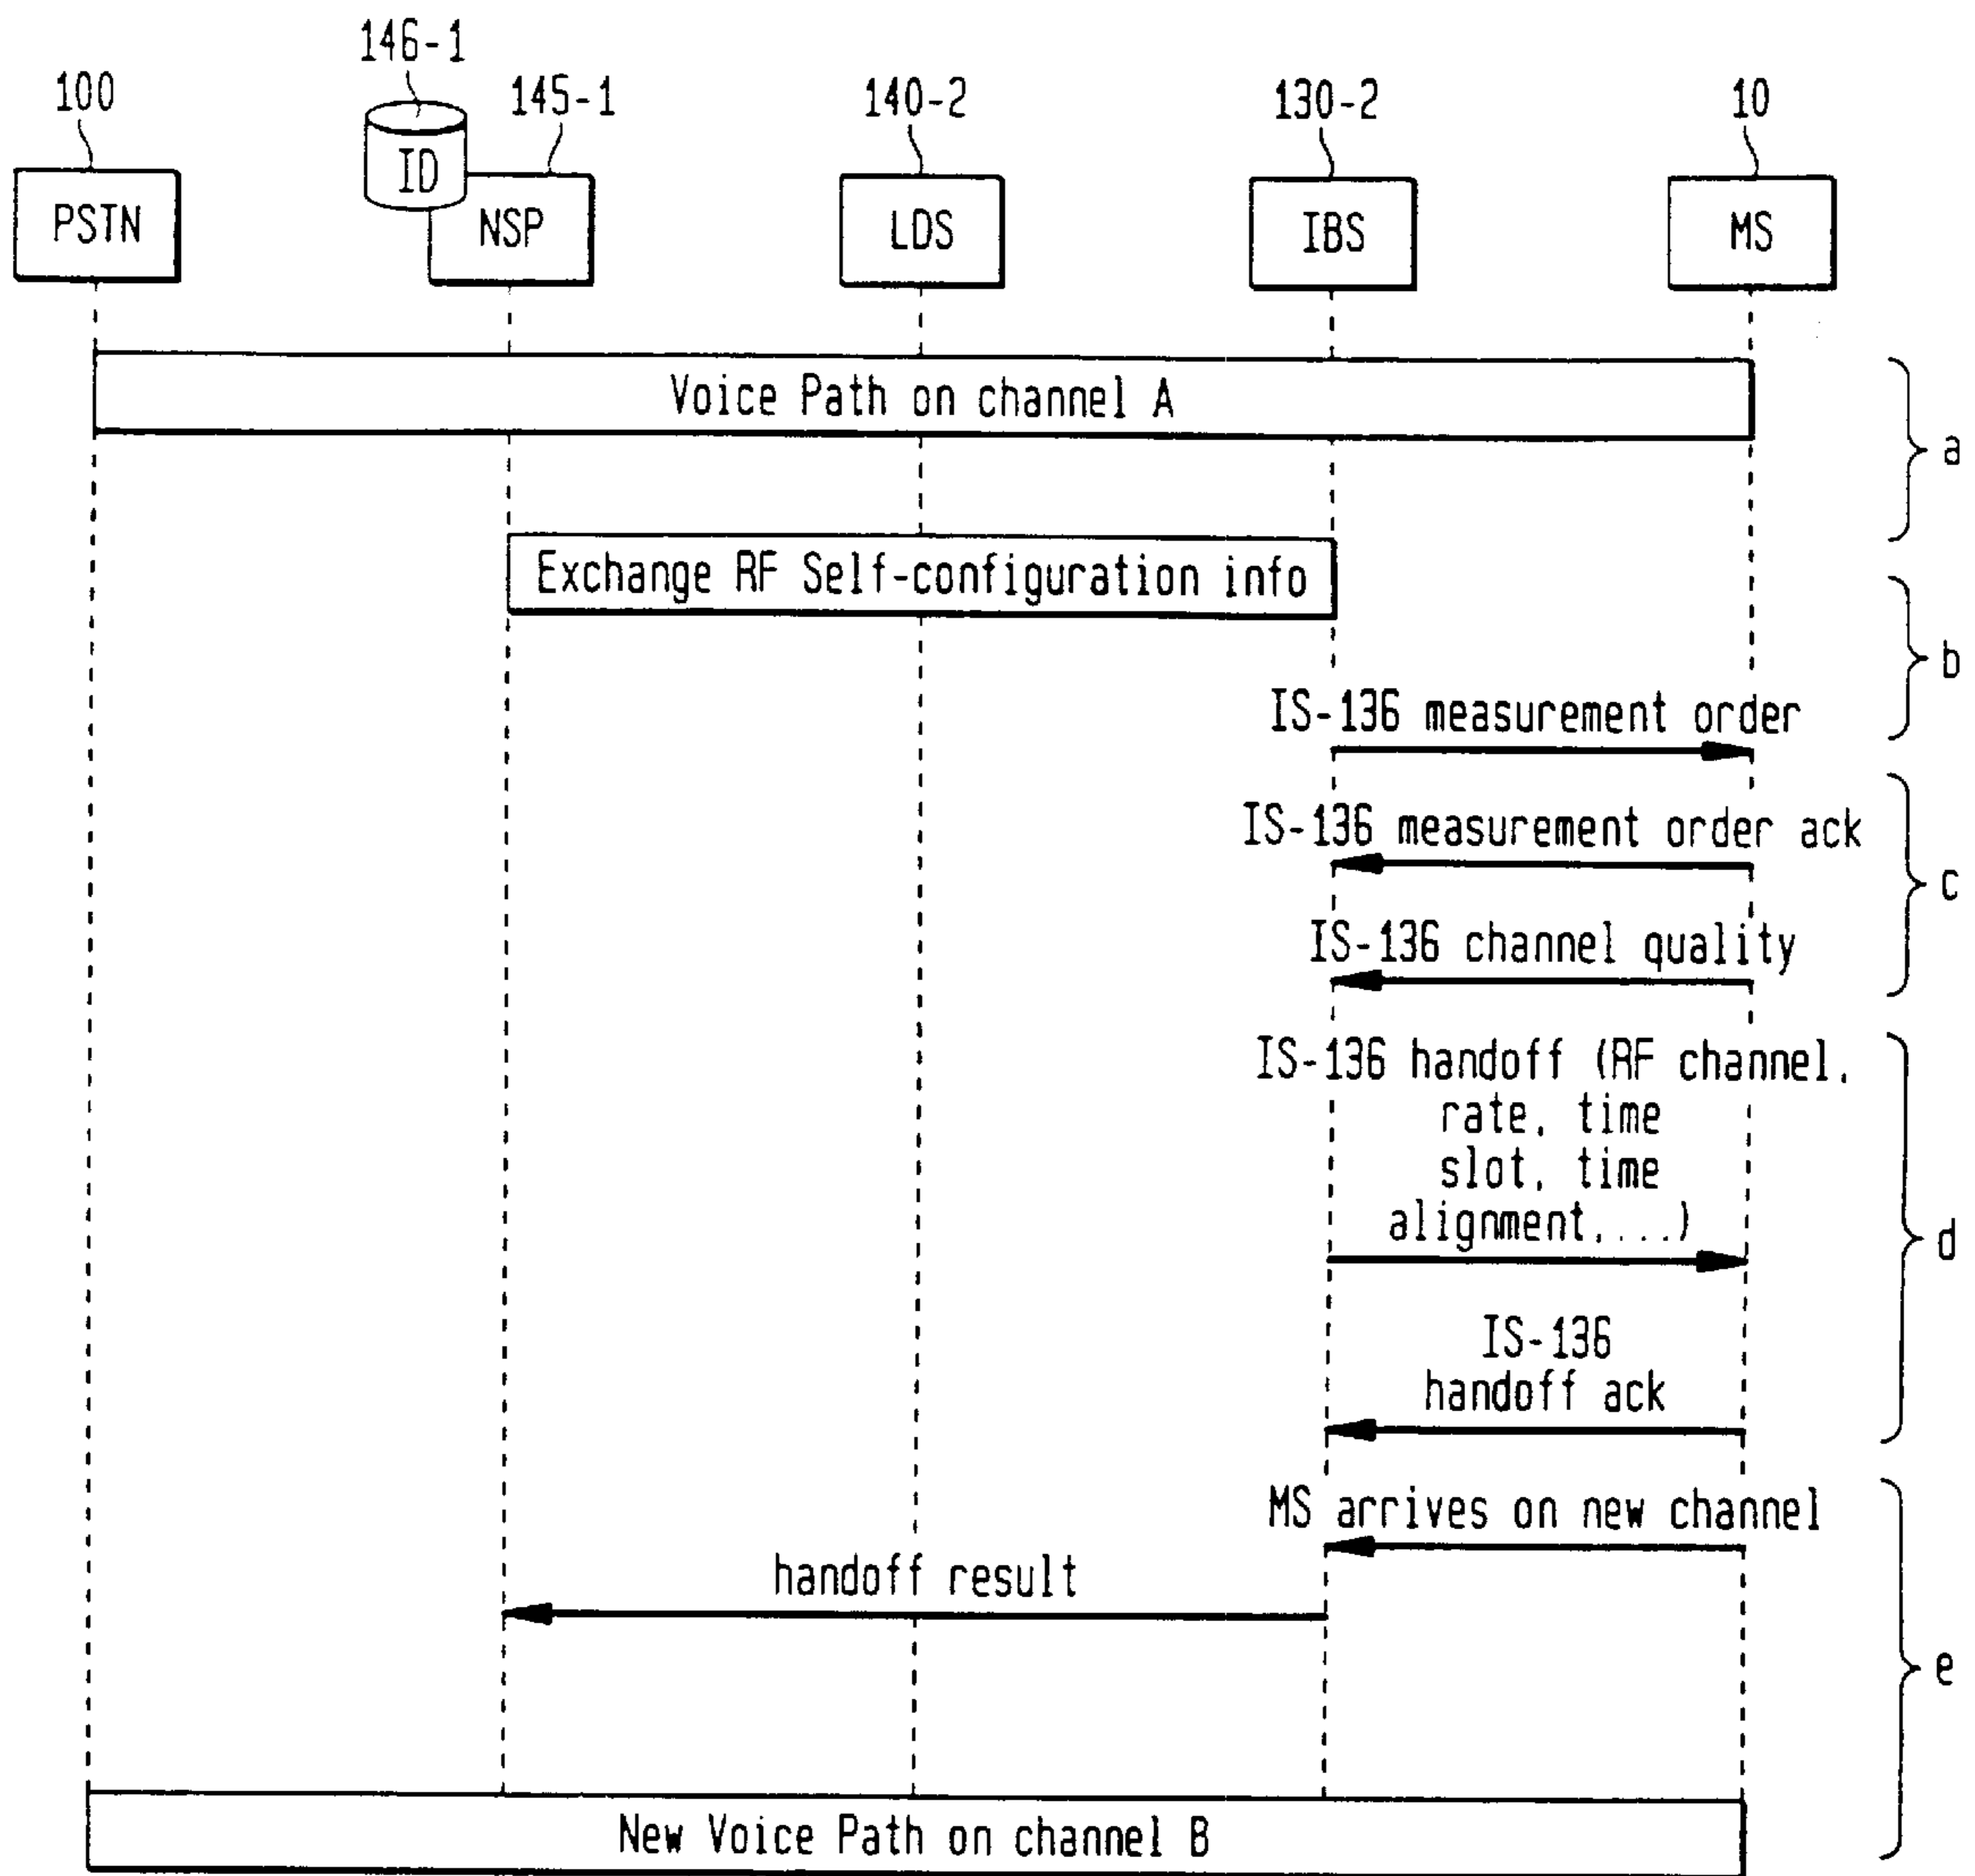 146-1
100
145-1
140-2
130-2
10
ID
PSTN
NSP
LDS
IBS
MS
Voice Path on channel A
a
Exchange RF Self-configuration info
b
IS-136 measurement order
IS-136 measurement order ack
c
IS-136 channel quality
IS-136 handoff (RF channel,
rate, time
slot, time
alignment,...)
d
IS-136
handoff ack
MS arrives on new channel
handoff result
e
New Voice Path on channel B